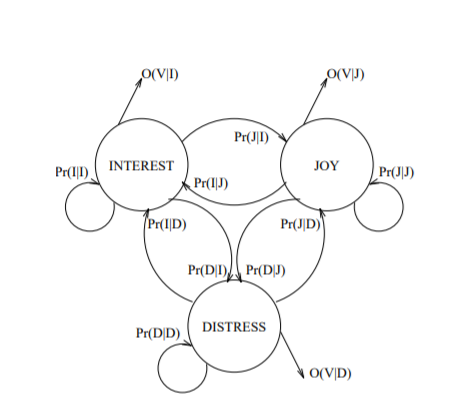 O(V|I) O(V|J)
Pr(J|I)
Pr(I|I) INTEREST JOY Pr(J|J)
Pr(I|J)
Pr(I|D) Pr(J|D)
Pr(D|I) Pr(D|J)
Pr(D|D) DISTRESS
O(V|D)